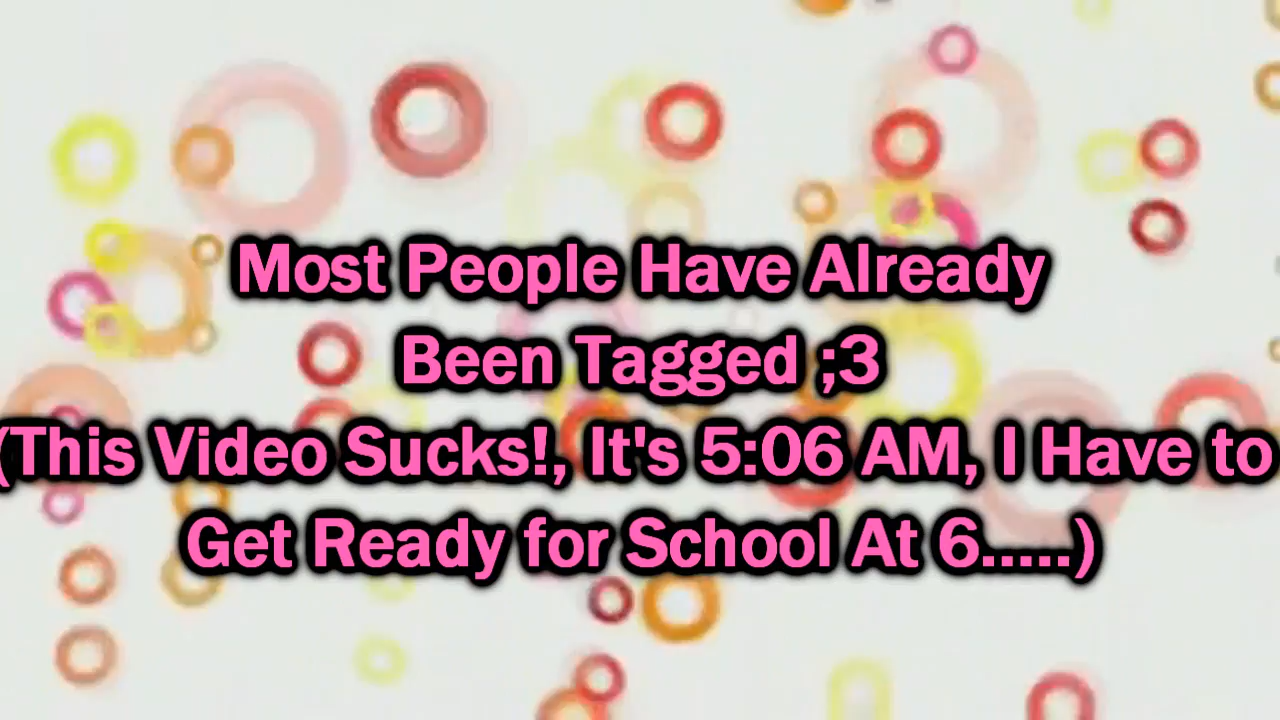 Most People Have Already
Been Tagged ;3
(This Video Sucks!, It's 5:06 AM, I Have to
Get Ready for School At 6.....)